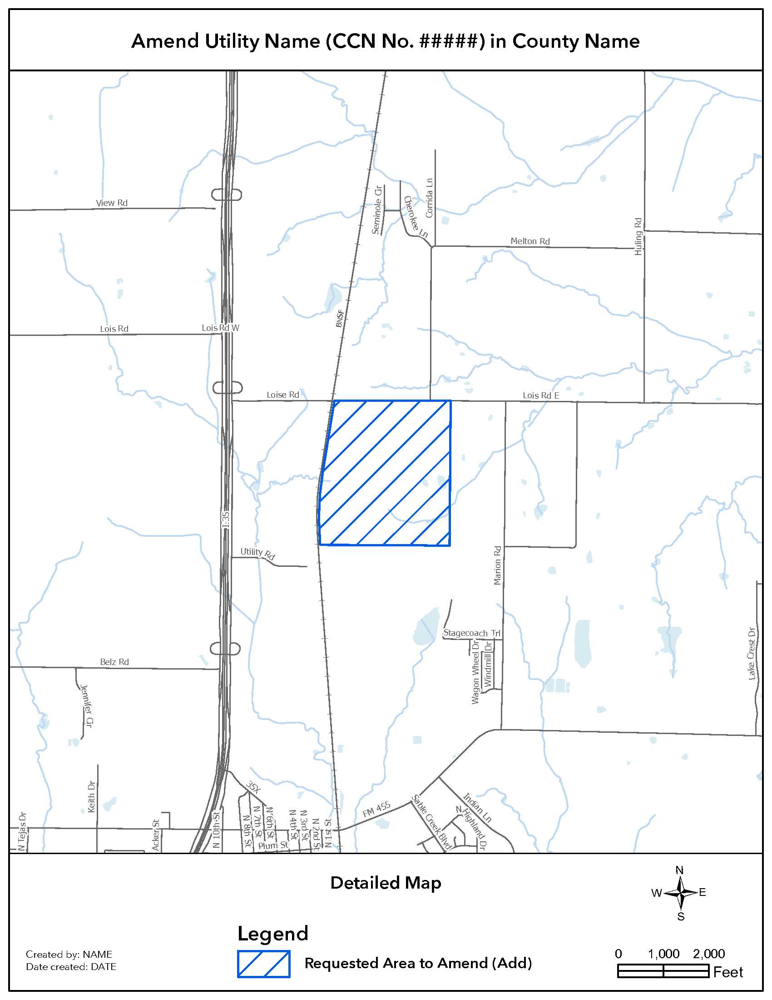 Amend Utility Name (CCN No. #####) in County Name
View Rd
Seminole Cir
Cherokee Ln
Corrida Ln
Melton Rd
Huling Rd
BNSF
Lois Rd
Lois Rd W
Loise Rd
Lois Rd E
I-35
Utility Rd
Marion Rd
Stagecoach Trl
Wagon Wheel Dr
Windmill Dr
Lake Crest Dr
Belz Rd
Jennifer Cir
Keith Dr
N Tejas Dr
Acker St
N 10th St
35X
N 8th St
N 7th St
N 6th St
N 4th St
N 3rd St
N 2nd St
N 1st St
Plum St
FM 455
Sable Creek Blvd
Indian Ln
N Highland Dr
Detailed Map
N
W E
S
Legend
Requested Area to Amend (Add)
Created by: NAME
Date created: DATE
0 1,000 2,000
Feet